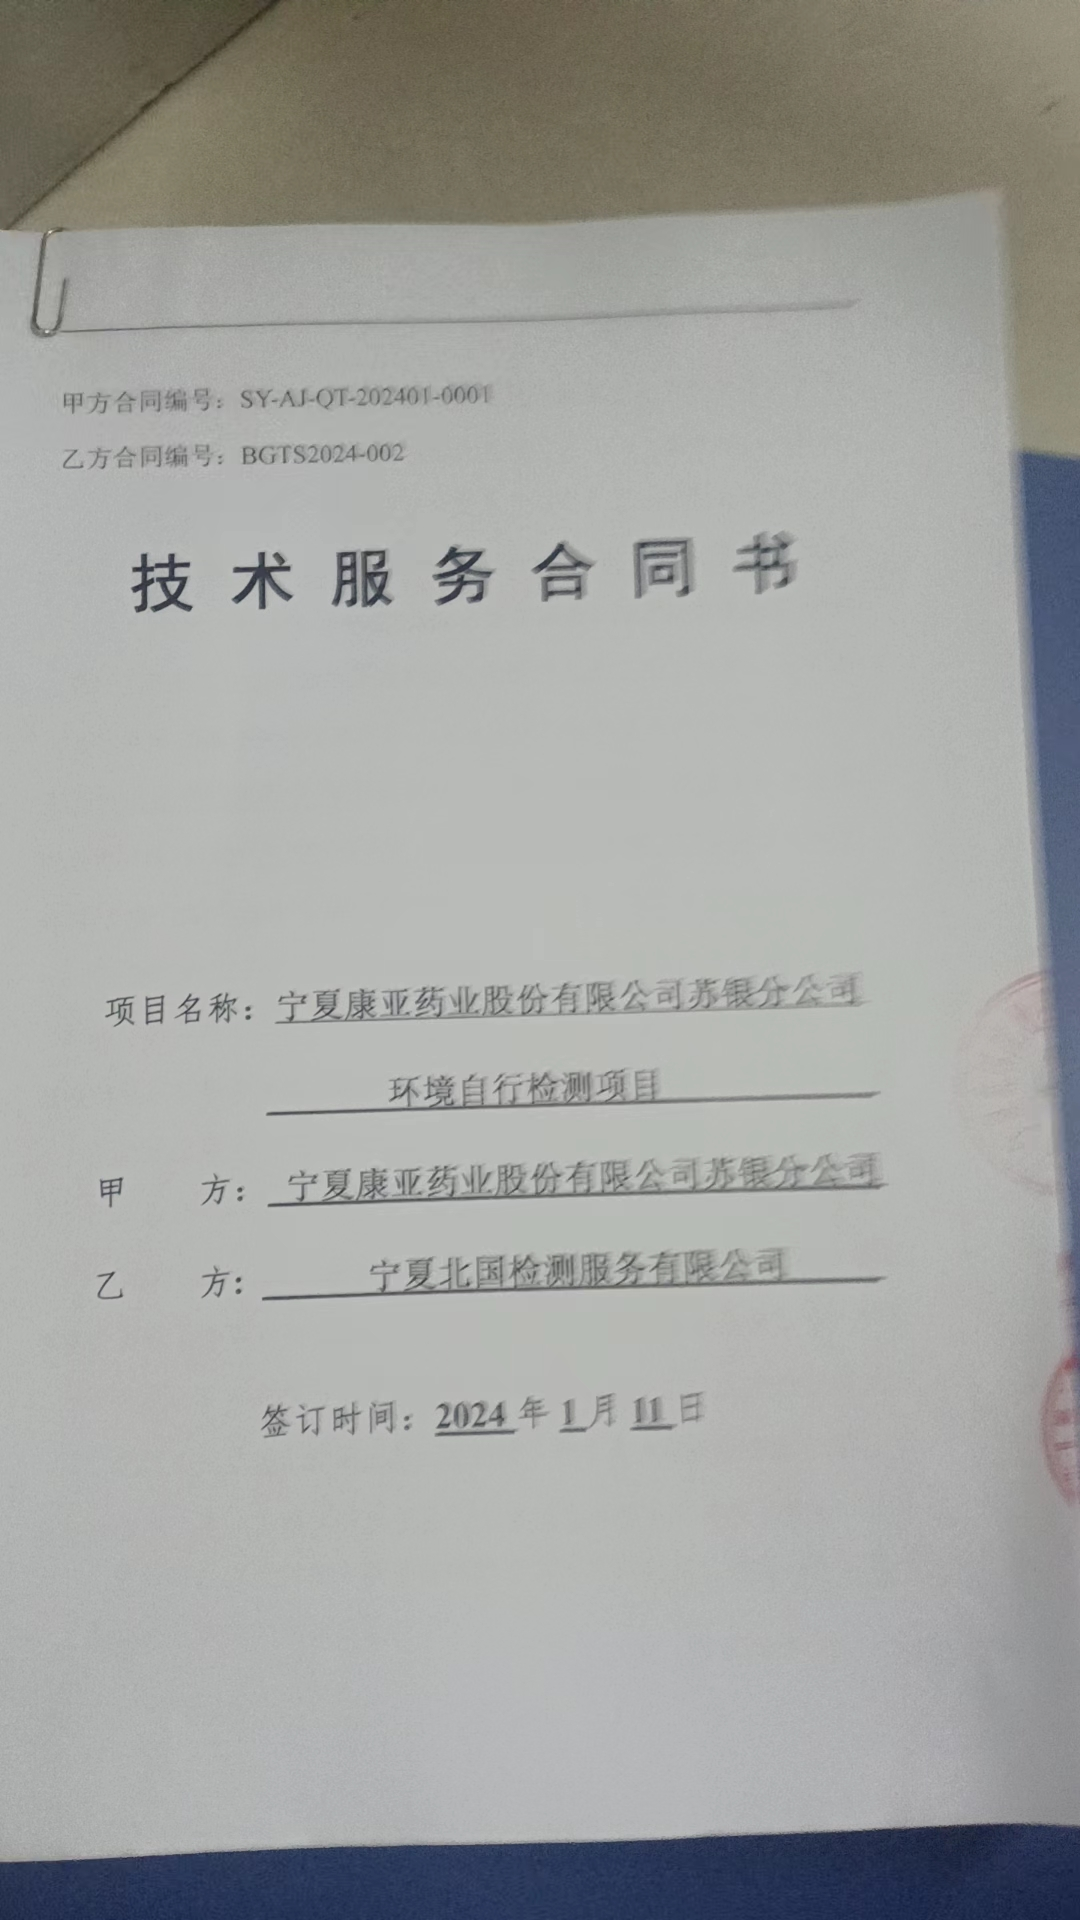 甲方合同编号：SY-AJ-QT-202401-0001
乙方合同编号：BGTS2024-002
技术服务合同书
项目名称：宁夏康亚药业股份有限公司苏银分公司
环境自行检测项目
甲 方：宁夏康亚药业股份有限公司苏银分公司
乙 方：宁夏北国检测服务有限公司
签订时间：2024年1月11日